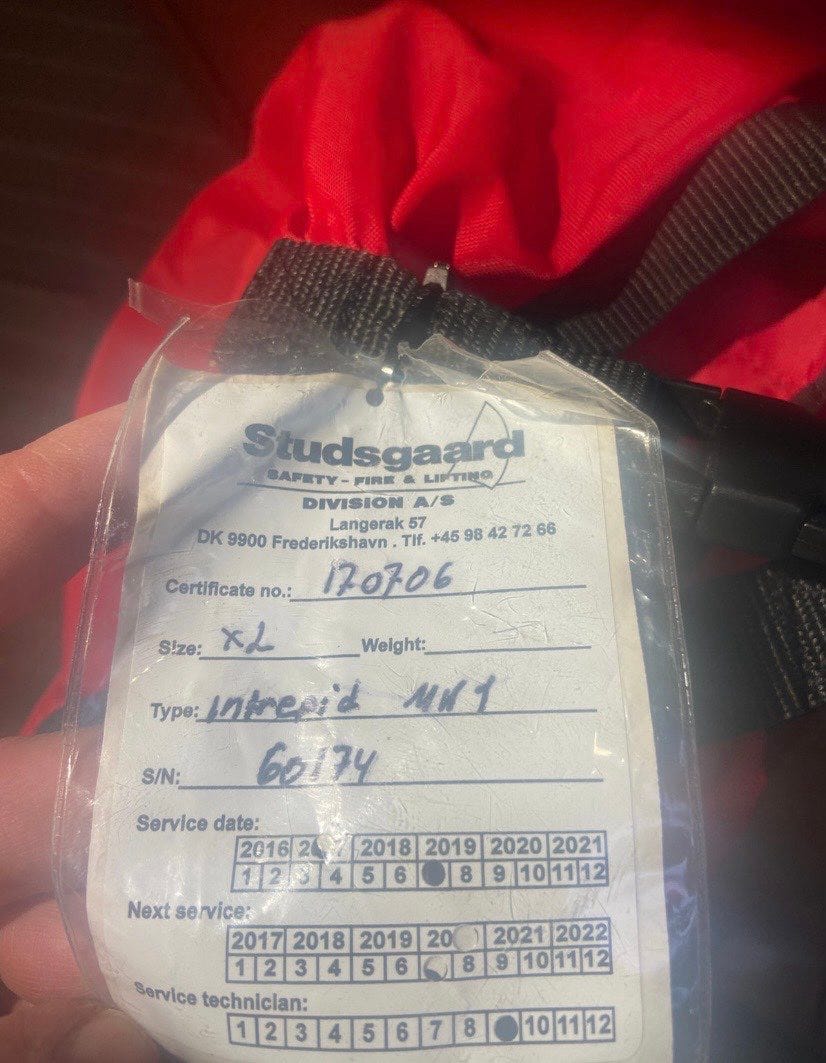 Studsgaard
SAFETY - FIRE & LIFTING
DIVISION A/S
Langerak 57
DK 9900 Frederikshavn . Tlf. +45 98 42 72 66
Certificate no.: 170706
Size: XL Weight:
Type: Intrepid MK1
S/N: 60174
Service date:
2016 2018 2019 2020 2021
1 2 3 4 5 6 8 9 10 11 12
Next service:
2017 2018 2019 2021 2022
1 2 3 4 5 6 8 9 10 11 12
Service technician:
1 2 3 4 5 6 7 8 10 11 12